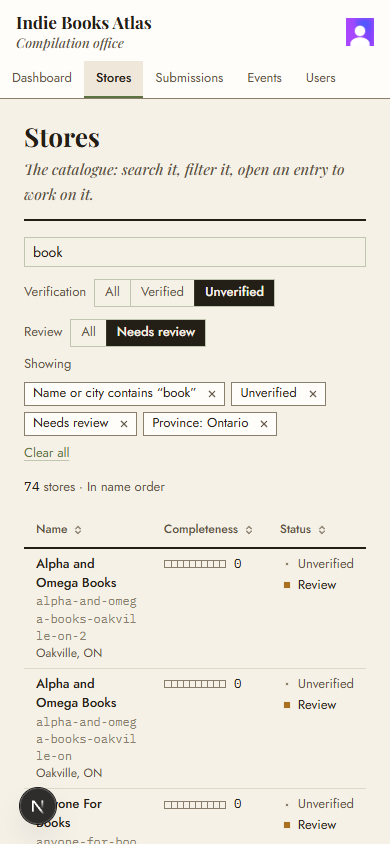 Indie Books Atlas
Compilation office
Dashboard Stores Submissions Events Users
Stores
The catalogue: search it, filter it, open an entry to
work on it.
book
Verification All Verified Unverified
Review All Needs review
Showing
Name or city contains “book” × Unverified ×
Needs review × Province: Ontario ×
Clear all
74 stores · In name order
Name Completeness Status
Alpha and
Omega Books
alpha-and-omeg
a-books-oakvil
le-on-2
Oakville, ON
0
· Unverified
Review
Alpha and
Omega Books
alpha-and-omeg
a-books-oakvil
le-on
Oakville, ON
0
· Unverified
Review
N
For
Books
anyone-for-boo
0
· Unverified
Review